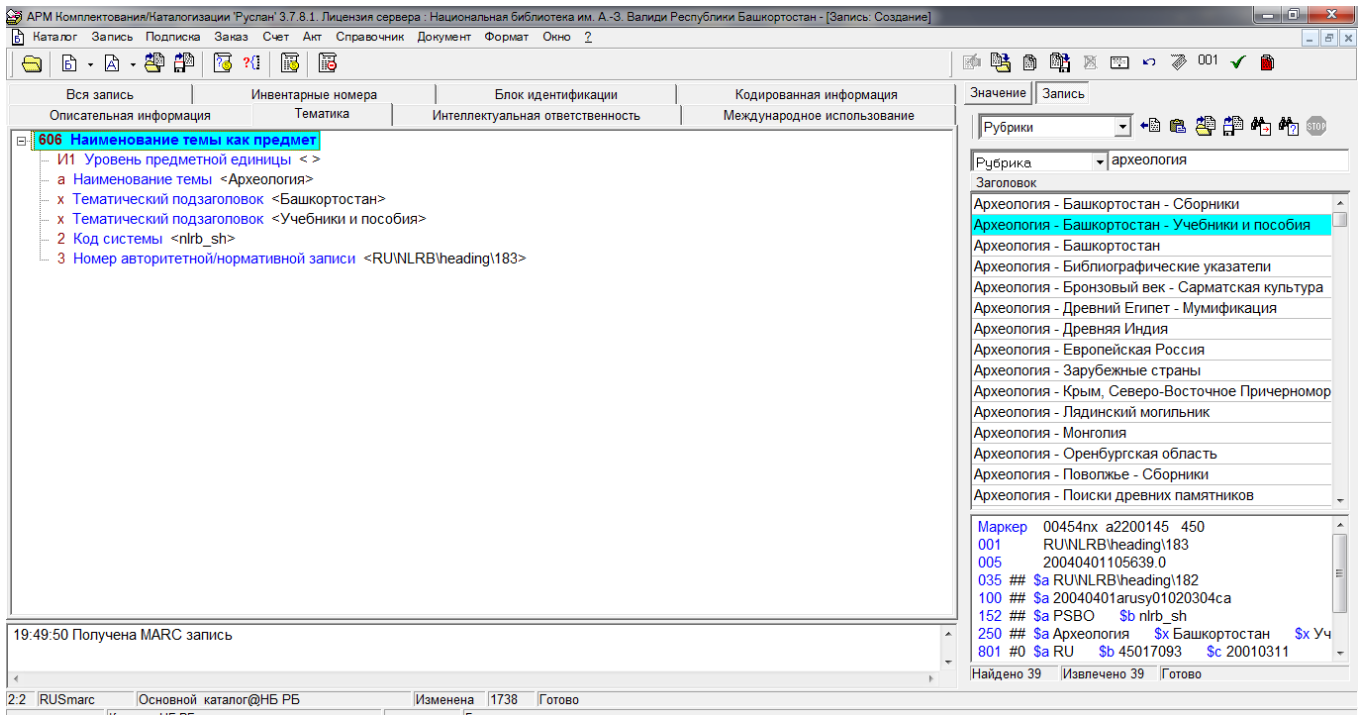 АРМ Комплектования/Каталогизации 'Руслан' 3.7.8.1. Лицензия сервера : Национальная библиотека им. А.-З. Валиди Республики Башкортостан - [Запись: Создание]
Каталог Запись Подписка Заказ Счет Акт Справочник Документ Формат Окно ?
001
Вся запись Инвентарные номера Блок идентификации Кодированная информация
Описательная информация Тематика Интеллектуальная ответственность Международное использование
606 Наименование темы как предмет
И1 Уровень предметной единицы < >
a Наименование темы <Археология>
x Тематический подзаголовок <Башкортостан>
x Тематический подзаголовок <Учебники и пособия>
2 Код системы <nlrb_sh>
3 Номер авторитетной/нормативной записи <RU\NLRB\heading\183>
Значение Запись
Рубрики
STOP
Рубрика археология
Заголовок
Археология - Башкортостан - Сборники
Археология - Башкортостан - Учебники и пособия
Археология - Башкортостан
Археология - Библиографические указатели
Археология - Бронзовый век - Сарматская культура
Археология - Древний Египет - Мумификация
Археология - Древняя Индия
Археология - Европейская Россия
Археология - Зарубежные страны
Археология - Крым, Северо-Восточное Причерномор
Археология - Лядинский могильник
Археология - Монголия
Археология - Оренбургская область
Археология - Поволжье - Сборники
Археология - Поиски древних памятников
Маркер 00454nx a2200145 450
001 RU\NLRB\heading\183
005 20040401105639.0
035 ## $a RU\NLRB\heading\182
100 ## $a 20040401arusy01020304ca
152 ## $a PSBO $b nlrb_sh
250 ## $a Археология $x Башкортостан $x Уч
801 #0 $a RU $b 45017093 $c 20010311
Найдено 39 Извлечено 39 Готово
19:49:50 Получена MARC запись
2:2 RUSmarc Основной каталог@НБ РБ Изменена 1738 Готово